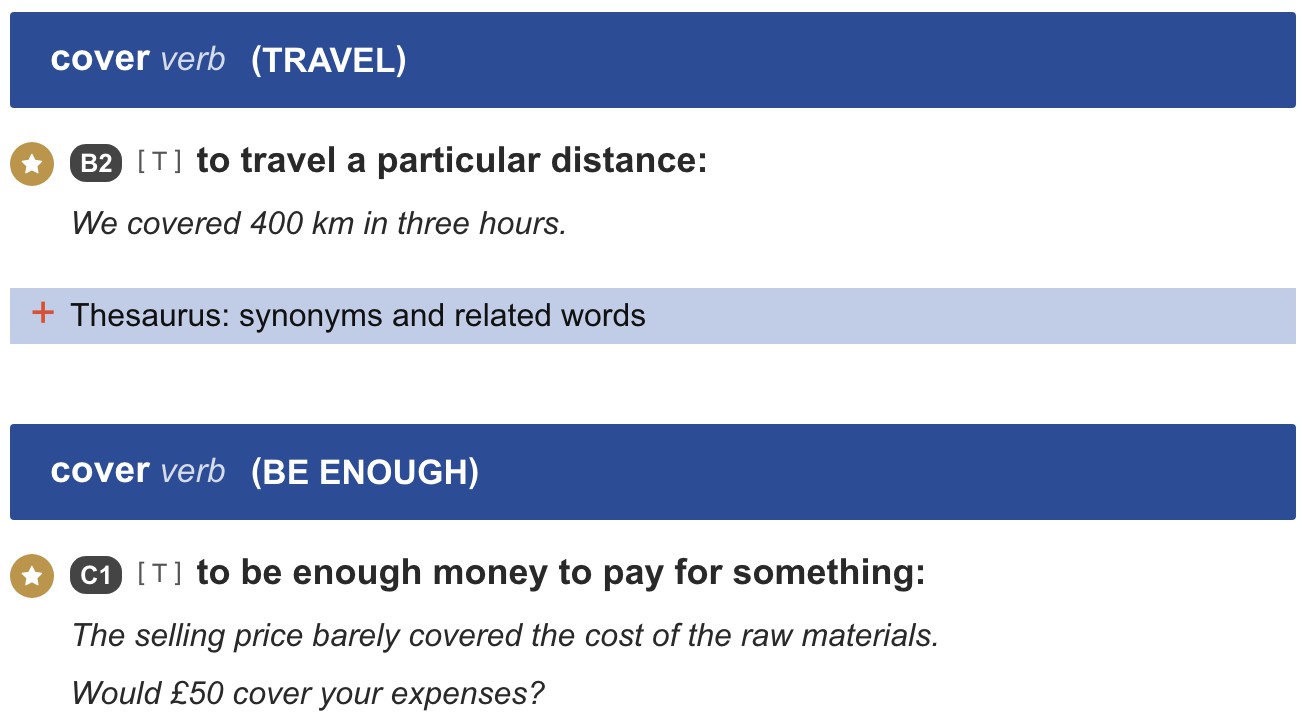 cover verb (TRAVEL)
B2 [ T ] to travel a particular distance:
We covered 400 km in three hours.
+ Thesaurus: synonyms and related words
cover verb (BE ENOUGH)
C1 [ T ] to be enough money to pay for something:
The selling price barely covered the cost of the raw materials.
Would £50 cover your expenses?